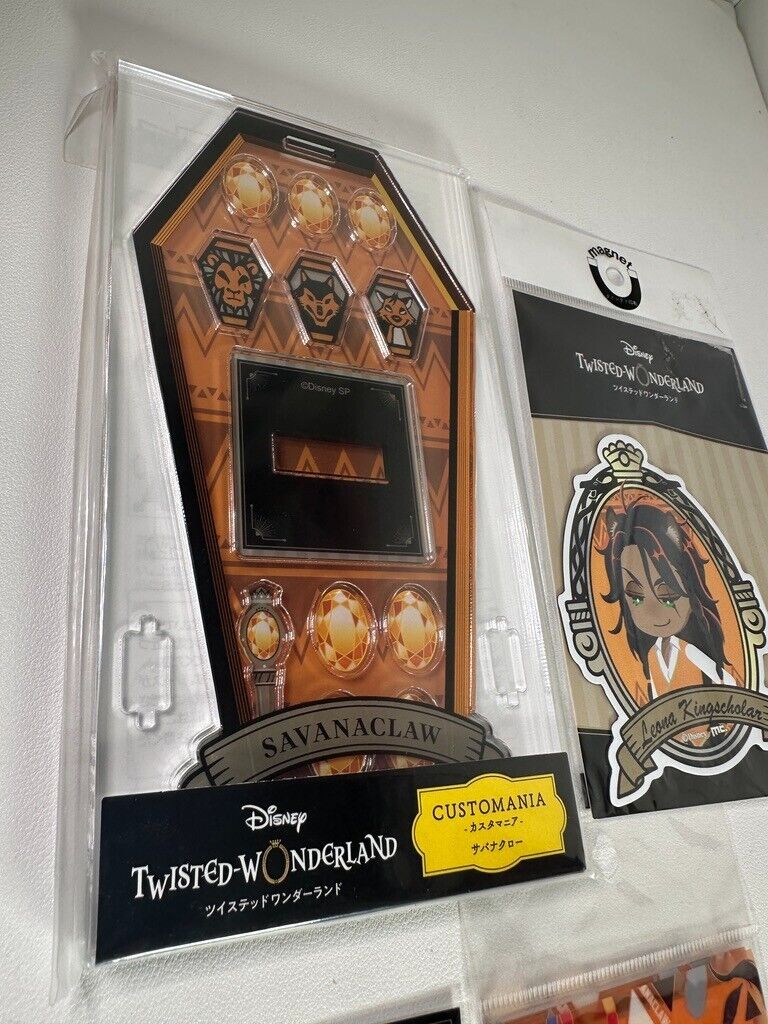 ©Disney SP
SAVANACLAW
Disney
TWISTED-WONDERLAND
ツイステッドワンダーランド
CUSTOMANIA
-カスタマニア-
サバナクロー
magnet
Disney
TWISTED-WONDERLAND
ツイステッドワンダーランド
Leona Kingscholar
©Disney